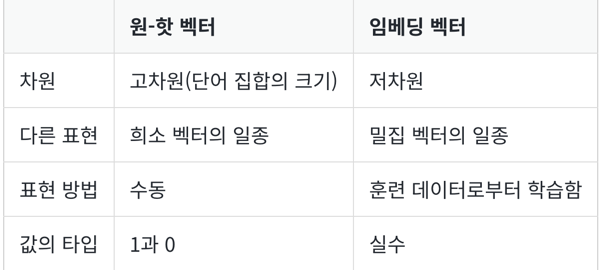 원-핫 벡터 임베딩 벡터
차원 고차원(단어 집합의 크기) 저차원
다른 표현 희소 벡터의 일종 밀집 벡터의 일종
표현 방법 수동 훈련 데이터로부터 학습함
값의 타입 1과 0 실수